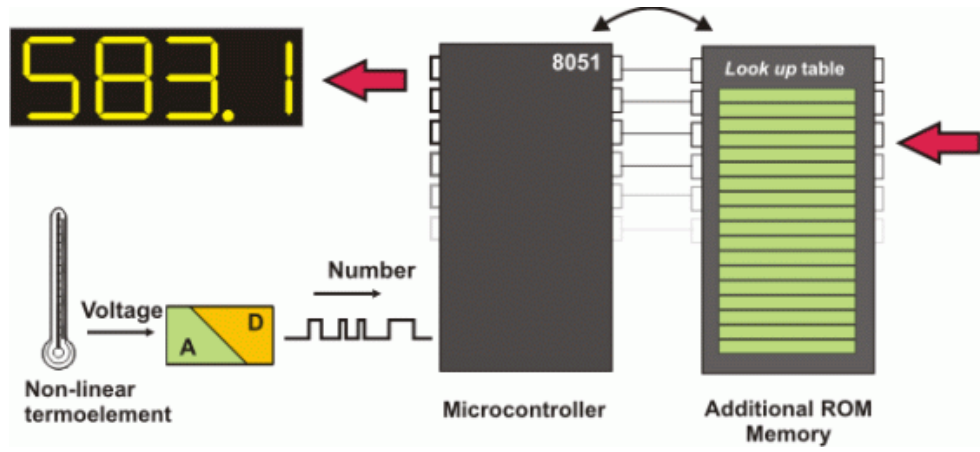 583.1
8051
Look up table
Number
Voltage
A
D
Non-linear
termoelement
Microcontroller
Additional ROM
Memory